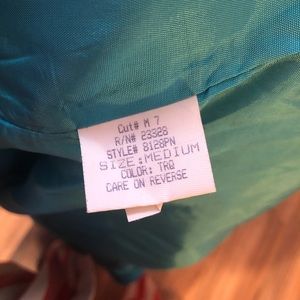 Cut# M 7
R/N# 23328
STYLE# 8128PN
SIZE:MEDIUM
COLOR: TRQ
CARE ON REVERSE